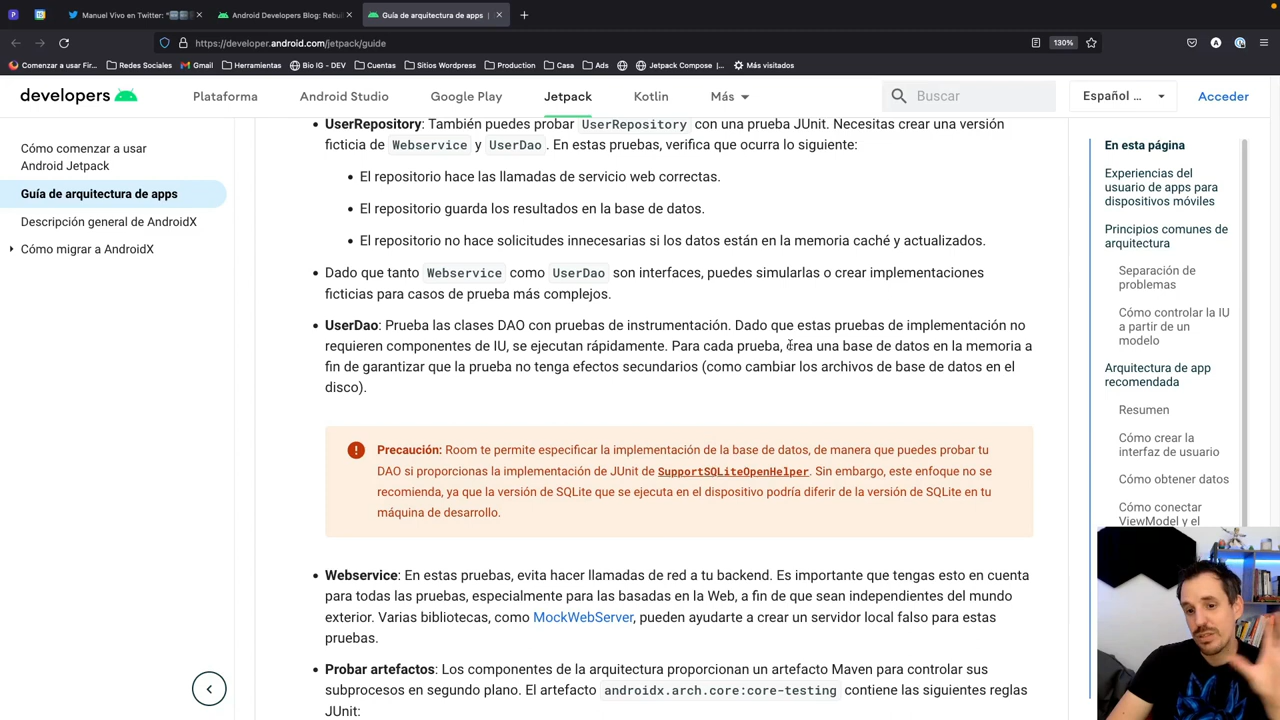 Manuel Vivo en Twitter: "
Android Developers Blog: Rebui
Guía de arquitectura de apps |
https://developer.android.com/jetpack/guide
130%
Comenzar a usar Fir...
Redes Sociales
Gmail
Herramientas
Bio IG - DEV
Cuentas
Sitios Wordpress
Production
Casa
Ads
Jetpack Compose |...
Más visitados
developers
Plataforma
Android Studio
Google Play
Jetpack
Kotlin
Más
Buscar
Español ...
Acceder
Cómo comenzar a usar
Android Jetpack
Guía de arquitectura de apps
Descripción general de AndroidX
Cómo migrar a AndroidX
UserRepository: También puedes probar UserRepository con una prueba JUnit. Necesitas crear una versión
ficticia de Webservice y UserDao. En estas pruebas, verifica que ocurra lo siguiente:
El repositorio hace las llamadas de servicio web correctas.
El repositorio guarda los resultados en la base de datos.
El repositorio no hace solicitudes innecesarias si los datos están en la memoria caché y actualizados.
Dado que tanto Webservice como UserDao son interfaces, puedes simularlas o crear implementaciones
ficticias para casos de prueba más complejos.
UserDao: Prueba las clases DAO con pruebas de instrumentación. Dado que estas pruebas de implementación no
requieren componentes de IU, se ejecutan rápidamente. Para cada prueba, crea una base de datos en la memoria a
fin de garantizar que la prueba no tenga efectos secundarios (como cambiar los archivos de base de datos en el
disco).
Precaución: Room te permite especificar la implementación de la base de datos, de manera que puedes probar tu
DAO si proporcionas la implementación de JUnit de SupportSQLiteOpenHelper. Sin embargo, este enfoque no se
recomienda, ya que la versión de SQLite que se ejecuta en el dispositivo podría diferir de la versión de SQLite en tu
máquina de desarrollo.
Webservice: En estas pruebas, evita hacer llamadas de red a tu backend. Es importante que tengas esto en cuenta
para todas las pruebas, especialmente para las basadas en la Web, a fin de que sean independientes del mundo
exterior. Varias bibliotecas, como MockWebServer, pueden ayudarte a crear un servidor local falso para estas
pruebas.
Probar artefactos: Los componentes de la arquitectura proporcionan un artefacto Maven para controlar sus
subprocesos en segundo plano. El artefacto androidx.arch.core:core-testing contiene las siguientes reglas
JUnit:
En esta página
Experiencias del
usuario de apps para
dispositivos móviles
Principios comunes de
arquitectura
Separación de
problemas
Cómo controlar la IU
a partir de un
modelo
Arquitectura de app
recomendada
Resumen
Cómo crear la
interfaz de usuario
Cómo obtener datos
Cómo conectar
ViewModel y el